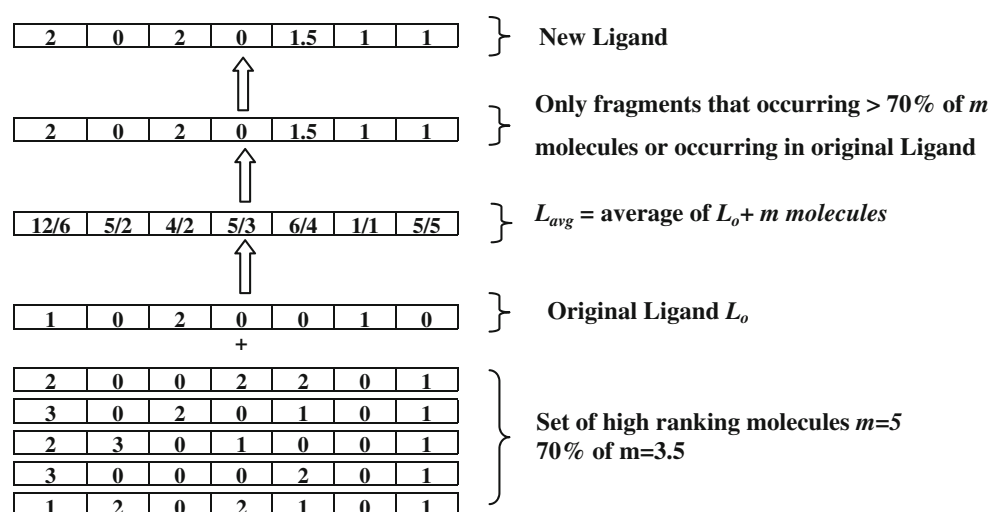 2 0 2 0 1.5 1 1
New Ligand
Only fragments that occurring > 70% of m
2 0 2 0 1.5 1 1
molecules or occurring in original Ligand
12/6 5/2 4/2 5/3 6/4 1/1 5/5
Lavg = average of Lo+ m molecules
1 0 2 0 0 1 0
Original Ligand Lo
+
2 0 0 2 2 0 1
3 0 2 0 1 0 1
2 3 0 1 0 0 1
3 0 0 0 2 0 1
1 2 0 2 1 0 1
Set of high ranking molecules m=5
70% of m=3.5